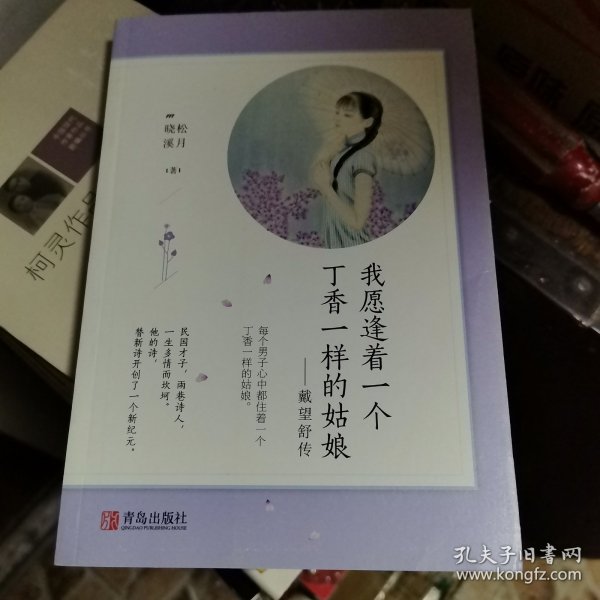 松月
晓溪
【著】
我愿逢着一个
丁香一样的姑娘
——戴望舒传
每个男子心中都住着一个
丁香一样的姑娘。
民国才子，雨巷诗人，
一生多情而坎坷。
他的诗，
替新诗开创了一个新纪元。
青岛出版社
QINGDAO PUBLISHING HOUSE
柯灵作品
孔夫子旧书网
www.kongfz.com